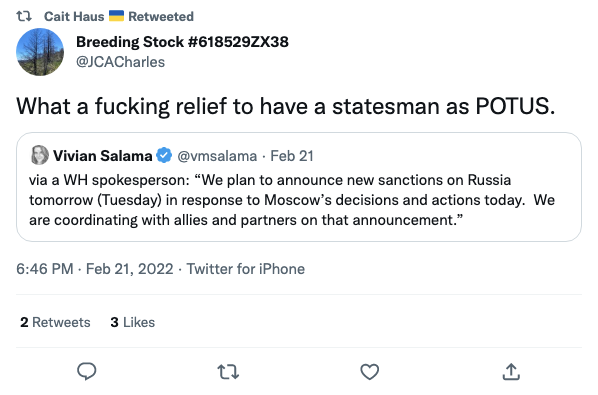 Cait Haus 🇺🇦 Retweeted
Breeding Stock #618529ZX38
@JCACharles
What a fucking relief to have a statesman as POTUS.
Vivian Salama @vmsalama · Feb 21
via a WH spokesperson: “We plan to announce new sanctions on Russia
tomorrow (Tuesday) in response to Moscow’s decisions and actions today.  We
are coordinating with allies and partners on that announcement.”
6:46 PM · Feb 21, 2022 · Twitter for iPhone
2 Retweets 3 Likes